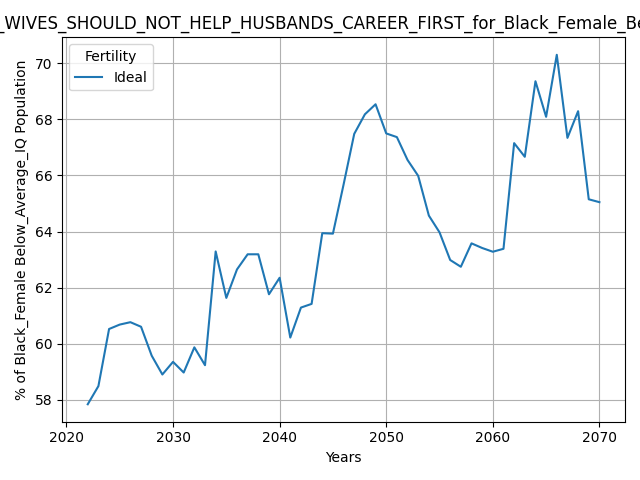 _WIVES_SHOULD_NOT_HELP_HUSBANDS_CAREER_FIRST_for_Black_Female_Be
Fertility
Ideal
% of Black_Female Below_Average_IQ Population
70
68
66
64
62
60
58
2020 2030 2040 2050 2060 2070
Years